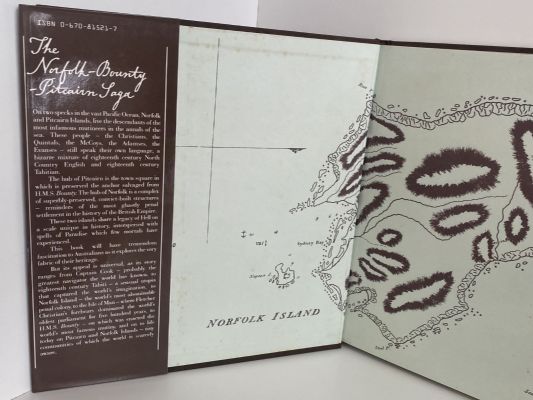 ISBN 0-670-81521-7
The
Norfolk-Bounty
-Pitcairn Saga
On two specks in the vast Pacific Ocean, Norfolk
and Pitcairn Islands, live the descendants of the
most infamous mutineers in the annals of the
sea. These people – the Christians, the
Quintals, the McCoys, the Adamses, the
Evanses – still speak their own language, a
bizarre mixture of eighteenth century North
Country English and eighteenth century
Tahitian.
The hub of Pitcairn is the town square in
which is preserved the anchor salvaged from
H.M.S. Bounty. The hub of Norfolk is a complex
of superbly-preserved, convict-built structures
– reminders of the most ghastly penal
settlement in the history of the British Empire.
These two islands share a legacy of Hell on
a scale unique in history, interspersed with
spells of Paradise which few mortals have
experienced.
This book will have tremendous
fascination to Australians as it explores the very
fabric of their heritage.
But its appeal is universal, as its story
ranges from Captain Cook – probably the
greatest navigator the world has known, to
eighteenth century Tahiti – a sensual utopia
that captured the world's imagination, to
Norfolk Island – the world's most abominable
penal colony, to the Isle of Man – where Fletcher
Christian's forebears dominated the world's
oldest parliament for five hundred years, to
H.M.S. Bounty – on which was enacted the
world's most famous mutiny, and on to life
today on Pitcairn and Norfolk Islands – tiny
communities of which the world is scarcely
aware.
Sydney Bay
NORFOLK ISLAND